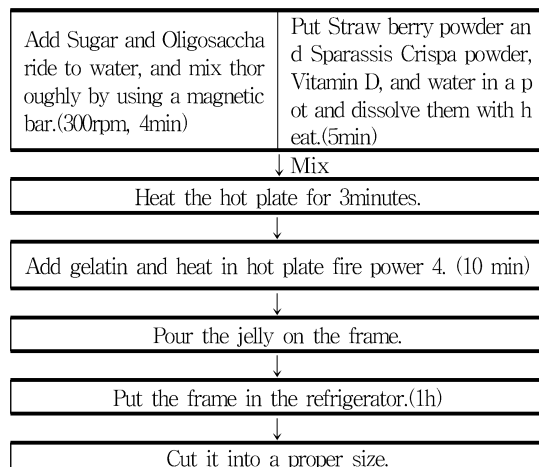 Add Sugar and Oligosaccha
ride to water, and mix thor
oughly by using a magnetic
bar.(300rpm, 4min)
Put Straw berry powder an
d Sparassis Crispa powder,
Vitamin D, and water in a p
ot and dissolve them with h
eat.(5min)
↓ Mix
Heat the hot plate for 3minutes.
↓
Add gelatin and heat in hot plate fire power 4. (10 min)
↓
Pour the jelly on the frame.
↓
Put the frame in the refrigerator.(1h)
↓
Cut it into a proper size.